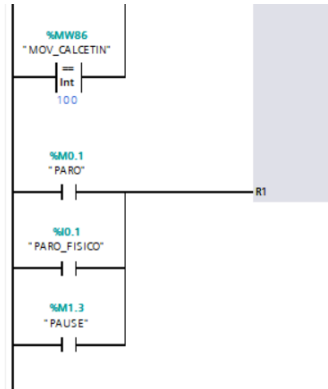 %MW86
"MOV_CALCETIN"
==
Int
100
%M0.1
"PARO"
R1
%I0.1
"PARO_FISICO"
%M1.3
"PAUSE"